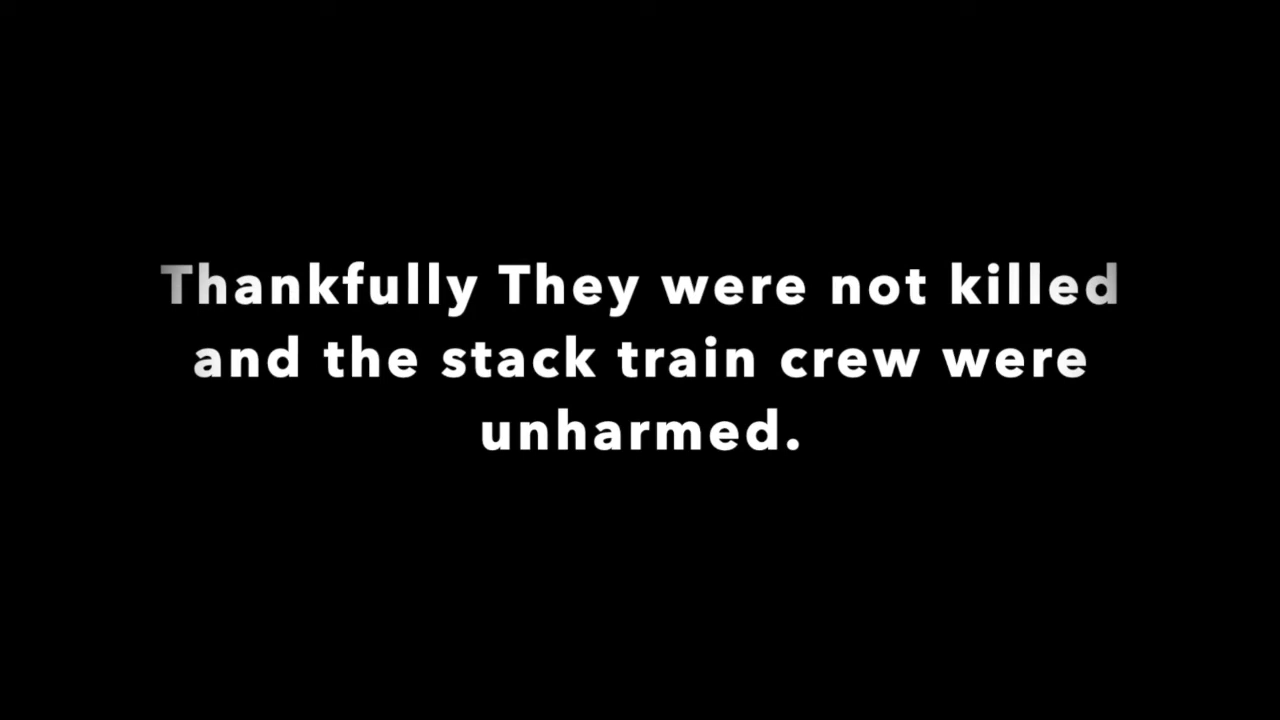 Thankfully They were not killed
and the stack train crew were
unharmed.